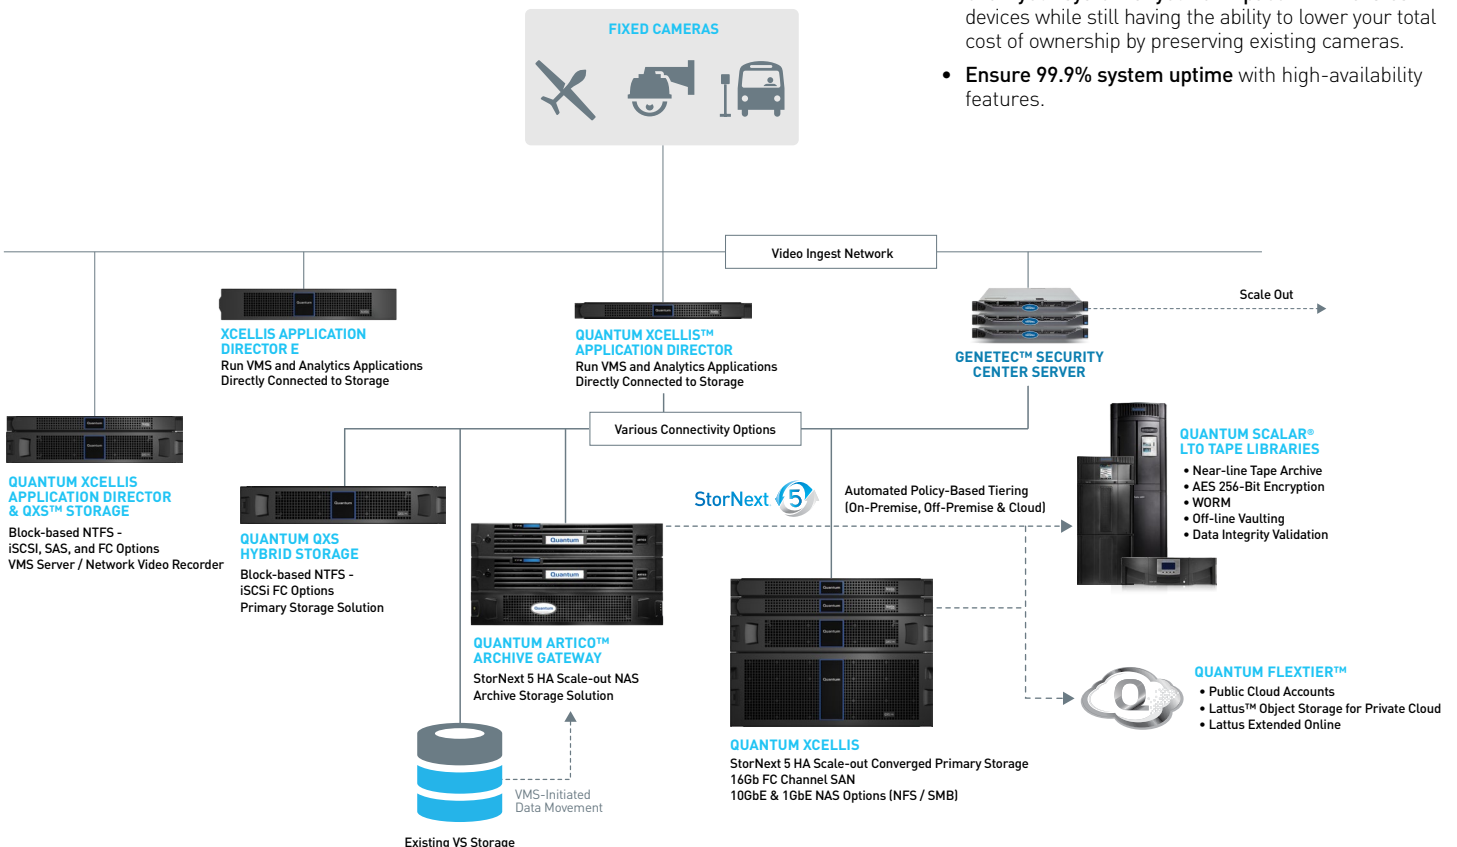 devices while still having the ability to lower your total
cost of ownership by preserving existing cameras.
• Ensure 99.9% system uptime with high-availability
features.
FIXED CAMERAS
Video Ingest Network
Scale Out
XCELLIS APPLICATION
DIRECTOR E
Run VMS and Analytics Applications
Directly Connected to Storage
QUANTUM XCELLIS™
APPLICATION DIRECTOR
Run VMS and Analytics Applications
Directly Connected to Storage
GENETEC™ SECURITY
CENTER SERVER
Various Connectivity Options
QUANTUM XCELLIS
APPLICATION DIRECTOR
& QXS™ STORAGE
Block-based NTFS -
iSCSI, SAS, and FC Options
VMS Server / Network Video Recorder
QUANTUM QXS
HYBRID STORAGE
Block-based NTFS -
iSCSi FC Options
Primary Storage Solution
Quantum
Quantum
Quantum
QUANTUM ARTICO™
ARCHIVE GATEWAY
StorNext 5 HA Scale-out NAS
Archive Storage Solution
StorNext 5
Automated Policy-Based Tiering
(On-Premise, Off-Premise & Cloud)
QUANTUM SCALAR®
LTO TAPE LIBRARIES
• Near-line Tape Archive
• AES 256-Bit Encryption
• WORM
• Off-line Vaulting
• Data Integrity Validation
Q
QUANTUM FLEXTIER™
• Public Cloud Accounts
• Lattus™ Object Storage for Private Cloud
• Lattus Extended Online
QUANTUM XCELLIS
StorNext 5 HA Scale-out Converged Primary Storage
16Gb FC Channel SAN
10GbE & 1GbE NAS Options (NFS / SMB)
VMS-Initiated
Data Movement
Existing VS Storage